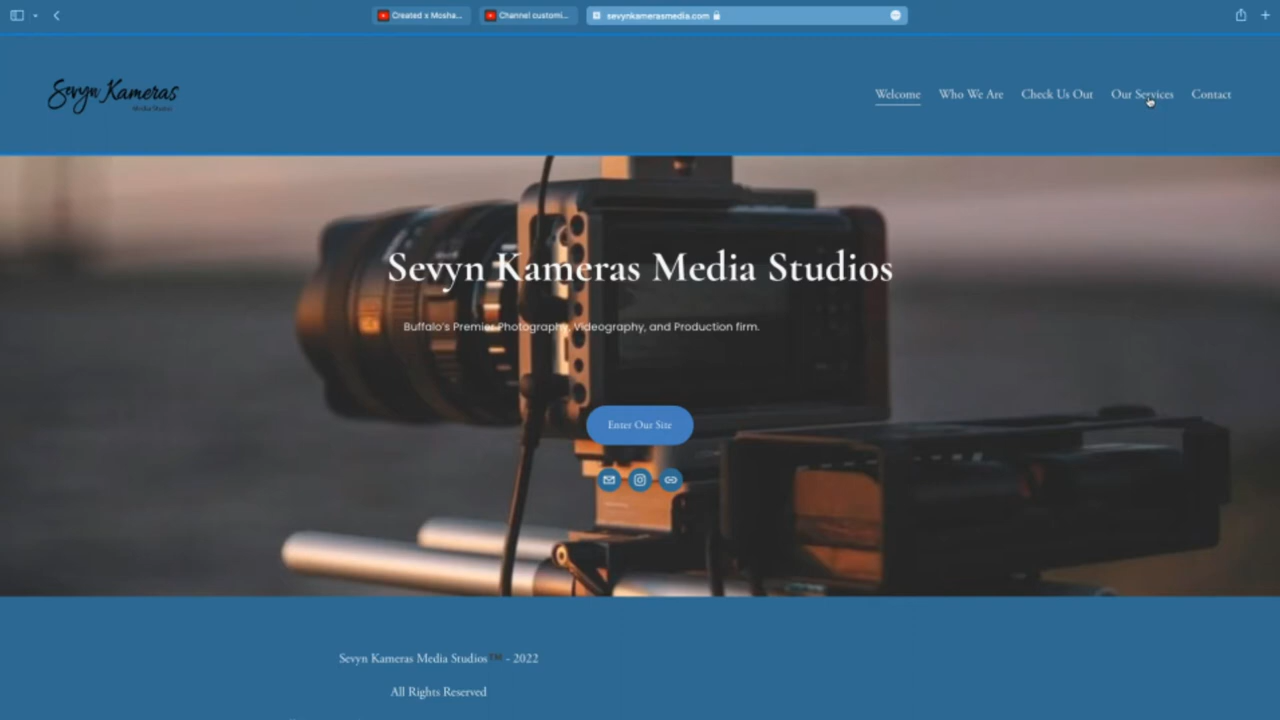 Created x Mosha...
Channel customi...
sevynkamerasmedia.com
Sevyn Kameras
Media Studios
Welcome
Who We Are
Check Us Out
Our Services
Contact
Sevyn Kameras Media Studios
Buffalo's Premier Photography, Videography, and Production firm.
Enter Our Site
Sevyn Kameras Media Studios™ - 2022
All Rights Reserved